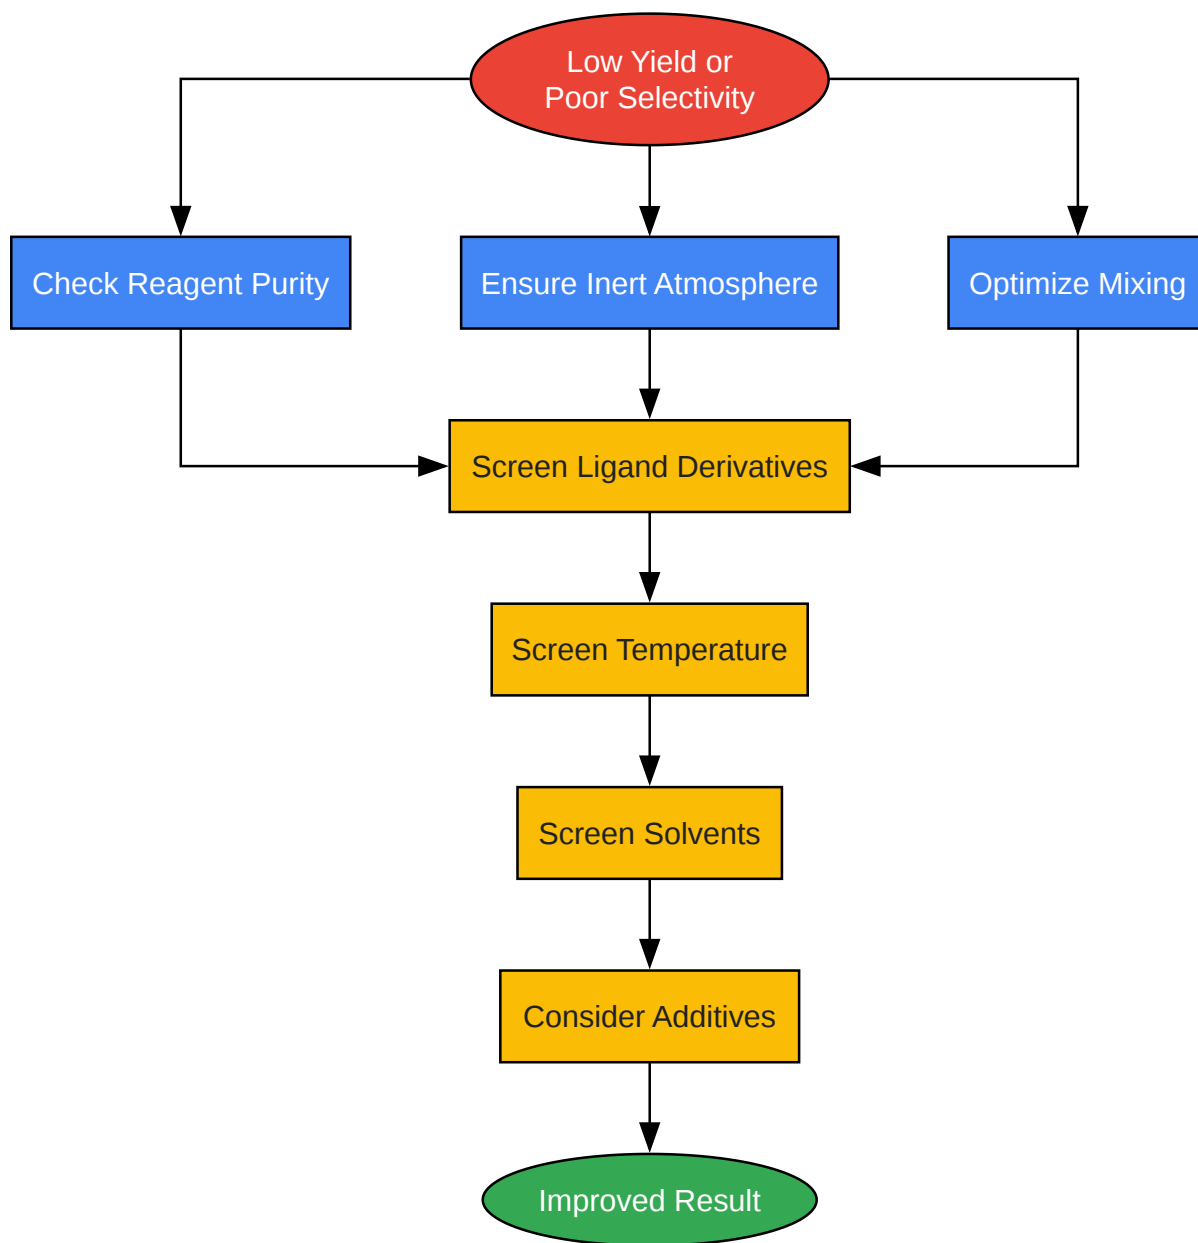 Low Yield or
Poor Selectivity
Check Reagent Purity
Ensure Inert Atmosphere
Optimize Mixing
Screen Ligand Derivatives
Screen Temperature
Screen Solvents
Consider Additives
Improved Result